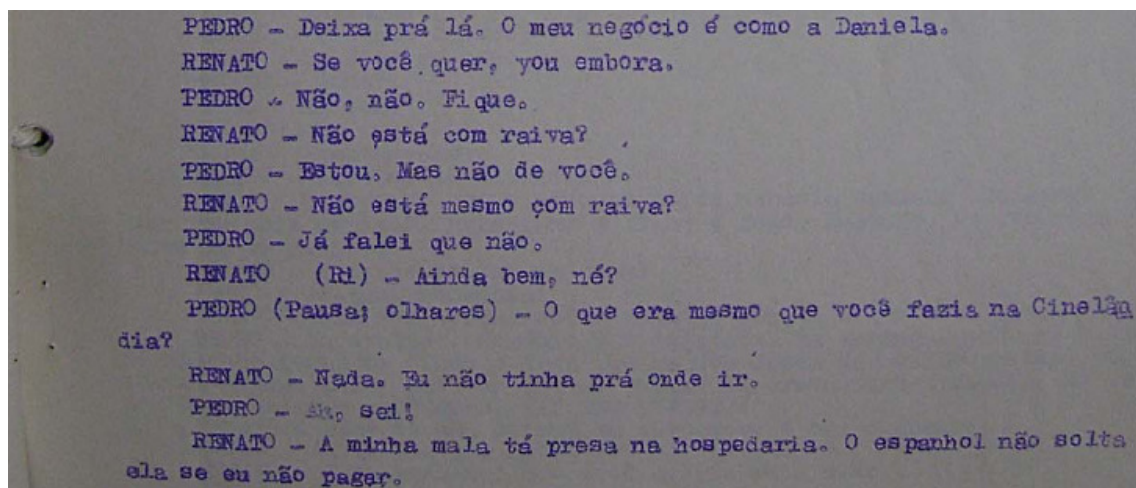 PEDRO - Deixa prá lá. O meu negócio é como a Daniela.
RENATO - Se você quer, vou embora.
PEDRO - Não, não. Fique.
RENATO - Não está com raiva?
PEDRO - Estou, Mas não de você.
RENATO - Não está mesmo com raiva?
PEDRO - Já falei que não.
RENATO (Ri) - Ainda bem, né?
PEDRO (Pausa; olhares) - O que era mesmo que você fazia na Cinelân
dia?
RENATO - Nada. Eu não tinha prá onde ir.
PEDRO - Ah, sei!
RENATO - A minha mala tá presa na hospedaria. O espanhol não solta
ela se eu não pagar.